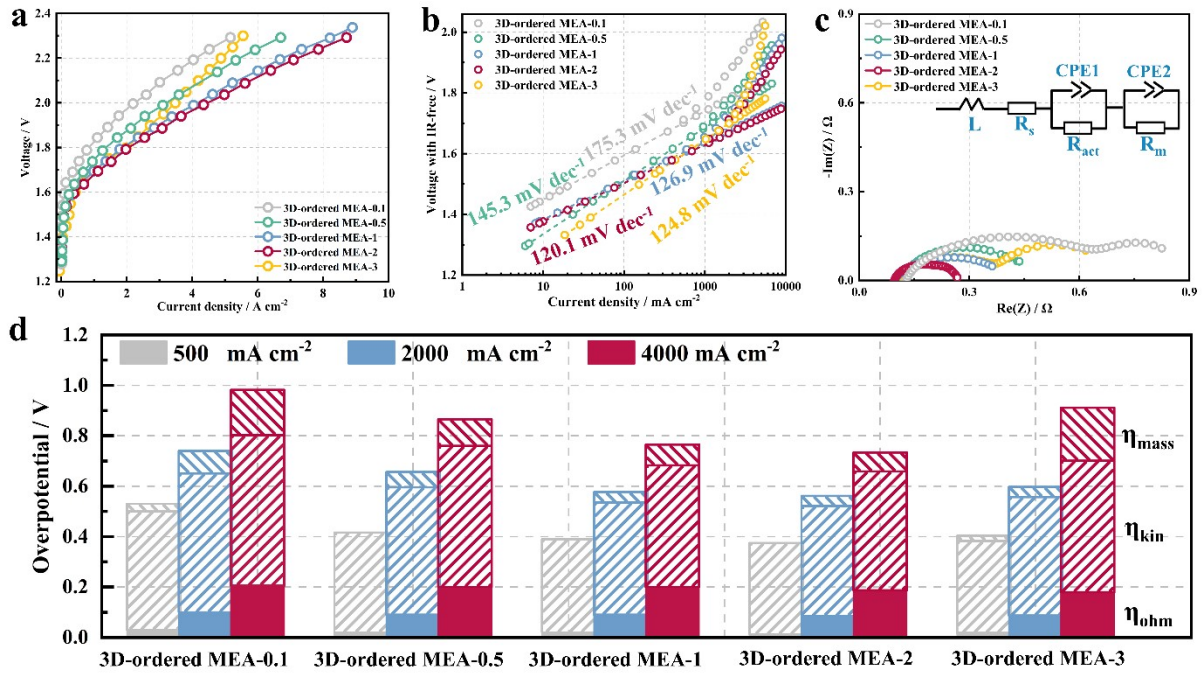 a
2.4
2.2
2.0
1.8
1.6
1.4
1.2
Voltage / V
3D-ordered MEA-0.1
3D-ordered MEA-0.5
3D-ordered MEA-1
3D-ordered MEA-2
3D-ordered MEA-3
0 2 4 6 8 10
Current density / A cm⁻²
b
2.0
1.8
1.6
1.4
1.2
Voltage with IR-free / V
3D-ordered MEA-0.1
3D-ordered MEA-0.5
3D-ordered MEA-1
3D-ordered MEA-2
3D-ordered MEA-3
175.3 mV dec⁻¹
145.3 mV dec⁻¹
126.9 mV dec⁻¹
120.1 mV dec⁻¹
124.8 mV dec⁻¹
1 10 100 1000 10000
Current density / mA cm⁻²
c
-0.9
-0.6
-0.3
0.0
-Im(Z) / Ω
3D-ordered MEA-0.1
3D-ordered MEA-0.5
3D-ordered MEA-1
3D-ordered MEA-2
3D-ordered MEA-3
CPE1 CPE2
L Rs Ract Rm
0.0 0.3 0.6 0.9
Re(Z) / Ω
d
1.2
1.0
0.8
0.6
0.4
0.2
0.0
Overpotential / V
500 mA cm⁻² 2000 mA cm⁻² 4000 mA cm⁻²
ηmass
ηkin
ηohm
3D-ordered MEA-0.1 3D-ordered MEA-0.5 3D-ordered MEA-1 3D-ordered MEA-2 3D-ordered MEA-3